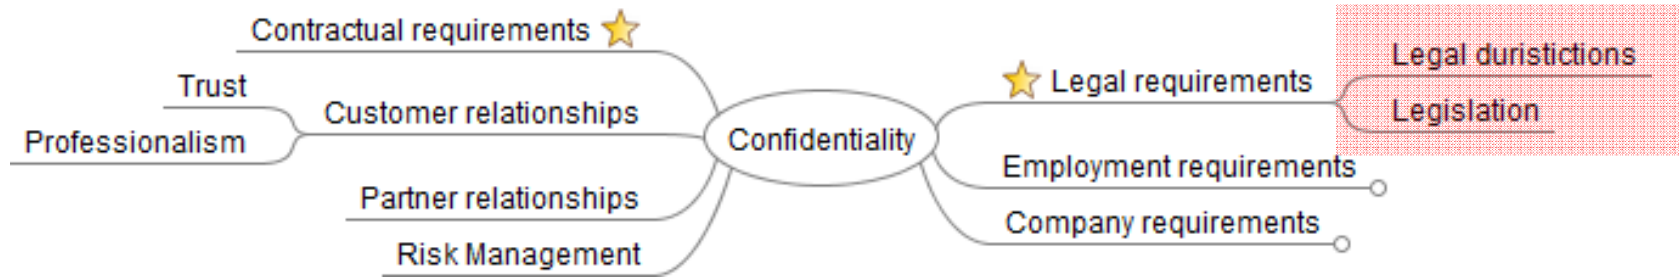 Contractual requirements
Trust
Customer relationships
Professionalism
Partner relationships
Risk Management
Confidentiality
Legal requirements
Legal duristictions
Legislation
Employment requirements
Company requirements